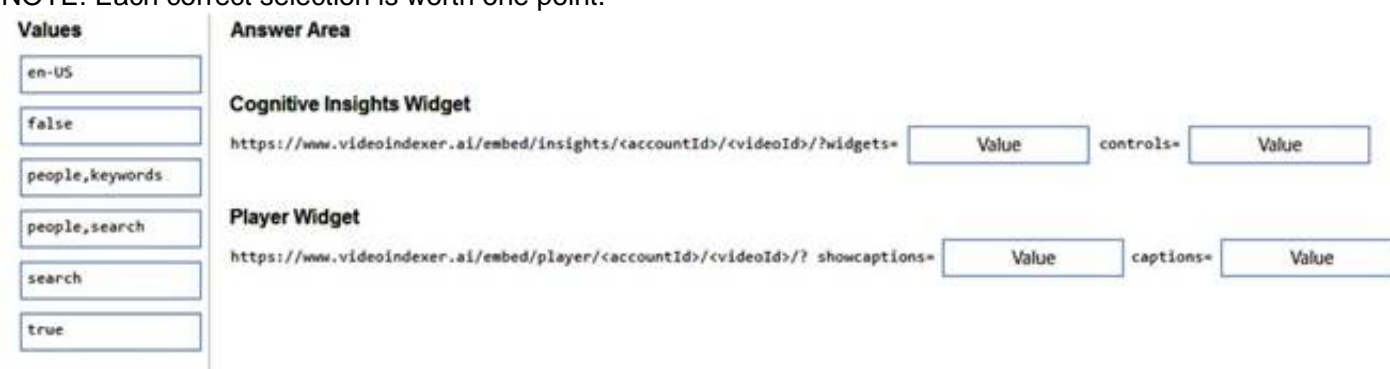 NOTE: Each correct selection is worth one point.
Values
en-US
false
people,keywords
people,search
search
true
Answer Area
Cognitive Insights Widget
https://www.videoindexer.ai/embed/insights/<accountId>/<videoId>/?widgets= Value controls= Value
Player Widget
https://www.videoindexer.ai/embed/player/<accountId>/<videoId>/? showcaptions= Value captions= Value